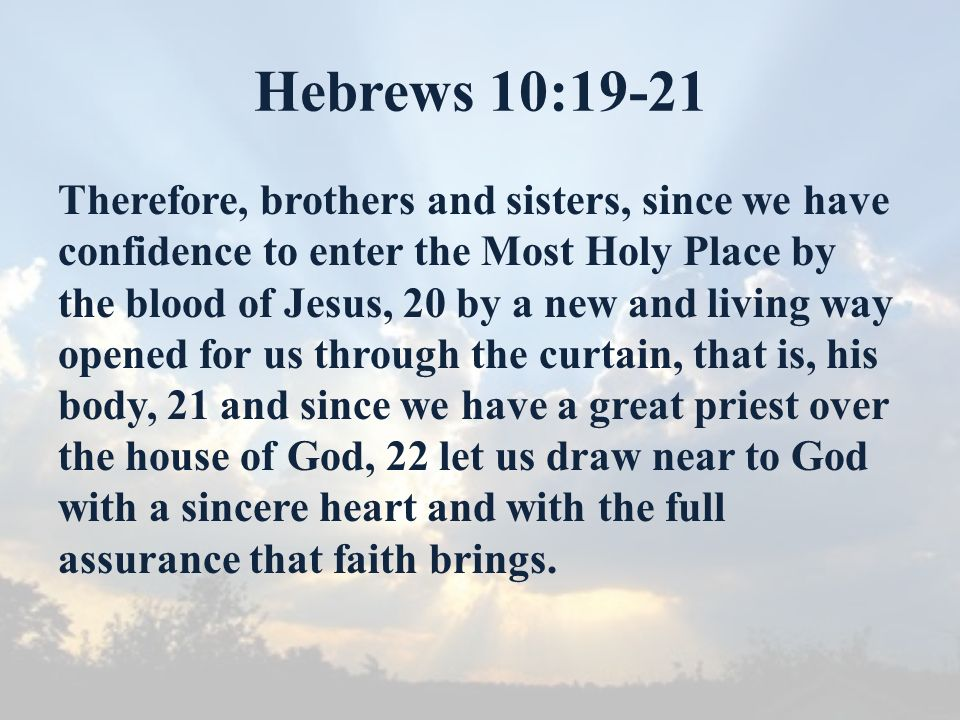 Hebrews 10:19-21
Therefore, brothers and sisters, since we have
confidence to enter the Most Holy Place by
the blood of Jesus, 20 by a new and living way
opened for us through the curtain, that is, his
body, 21 and since we have a great priest over
the house of God, 22 let us draw near to God
with a sincere heart and with the full
assurance that faith brings.